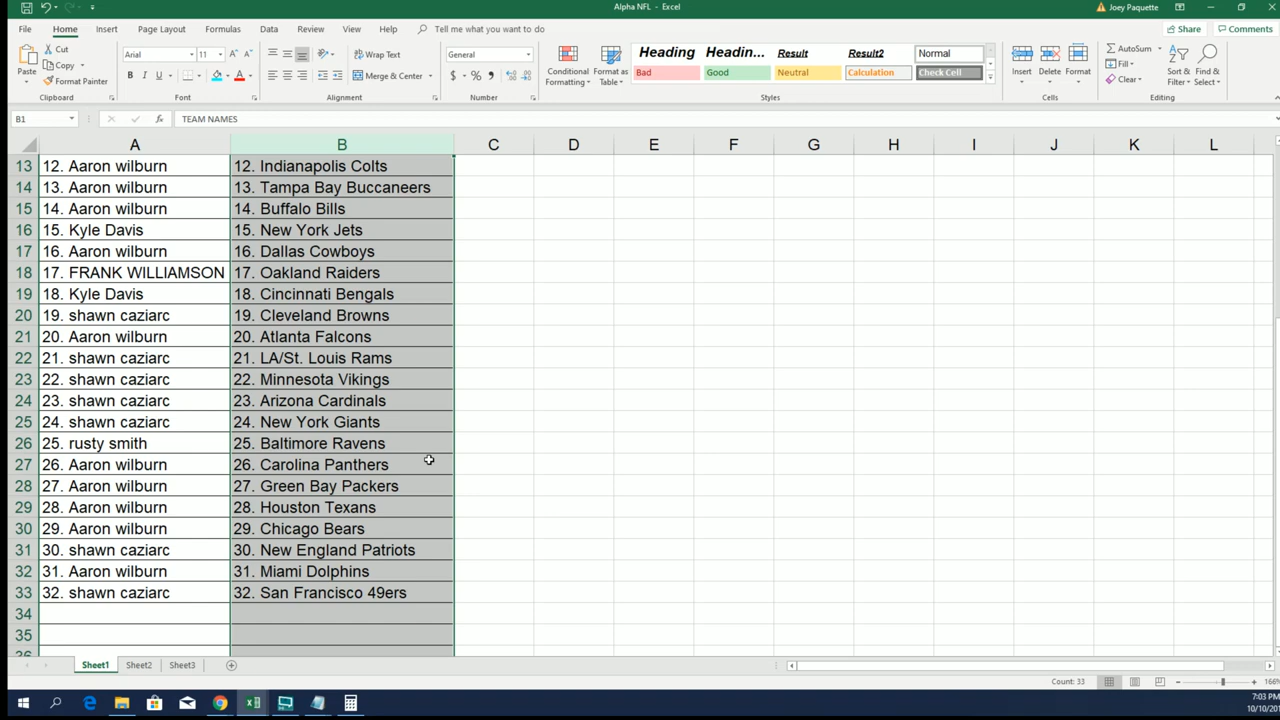 Alpha NFL - Excel
Joey Paquette
File Home Insert Page Layout Formulas Data Review View Help Tell me what you want to do Share Comments
Paste Cut Copy Format Painter Clipboard
Arial 11 B I U A Font
Wrap Text Merge & Center Alignment
General $ % Number
Conditional Formatting Format as Table
Heading Headin... Result Result2 Normal
Bad Good Neutral Calculation Check Cell
Styles
Insert Delete Format Cells
AutoSum Fill Clear Sort & Filter Find & Select Editing
B1 fx TEAM NAMES
A B C D E F G H I J K L
13 12. Aaron wilburn 12. Indianapolis Colts
14 13. Aaron wilburn 13. Tampa Bay Buccaneers
15 14. Aaron wilburn 14. Buffalo Bills
16 15. Kyle Davis 15. New York Jets
17 16. Aaron wilburn 16. Dallas Cowboys
18 17. FRANK WILLIAMSON 17. Oakland Raiders
19 18. Kyle Davis 18. Cincinnati Bengals
20 19. shawn caziarc 19. Cleveland Browns
21 20. Aaron wilburn 20. Atlanta Falcons
22 21. shawn caziarc 21. LA/St. Louis Rams
23 22. shawn caziarc 22. Minnesota Vikings
24 23. shawn caziarc 23. Arizona Cardinals
25 24. shawn caziarc 24. New York Giants
26 25. rusty smith 25. Baltimore Ravens
27 26. Aaron wilburn 26. Carolina Panthers
28 27. Aaron wilburn 27. Green Bay Packers
29 28. Aaron wilburn 28. Houston Texans
30 29. Aaron wilburn 29. Chicago Bears
31 30. shawn caziarc 30. New England Patriots
32 31. Aaron wilburn 31. Miami Dolphins
33 32. shawn caziarc 32. San Francisco 49ers
34
35
Sheet1 Sheet2 Sheet3
Count: 33 166%
7:03 PM
10/10/201